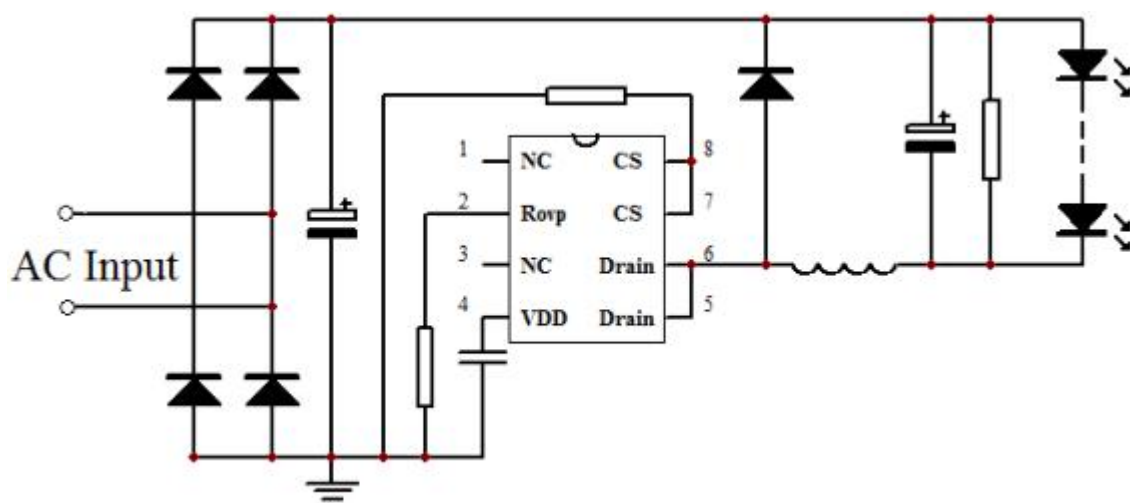 AC Input
1 NC CS 8
2 Rovp CS 7
3 NC Drain 6
4 VDD Drain 5
+
+